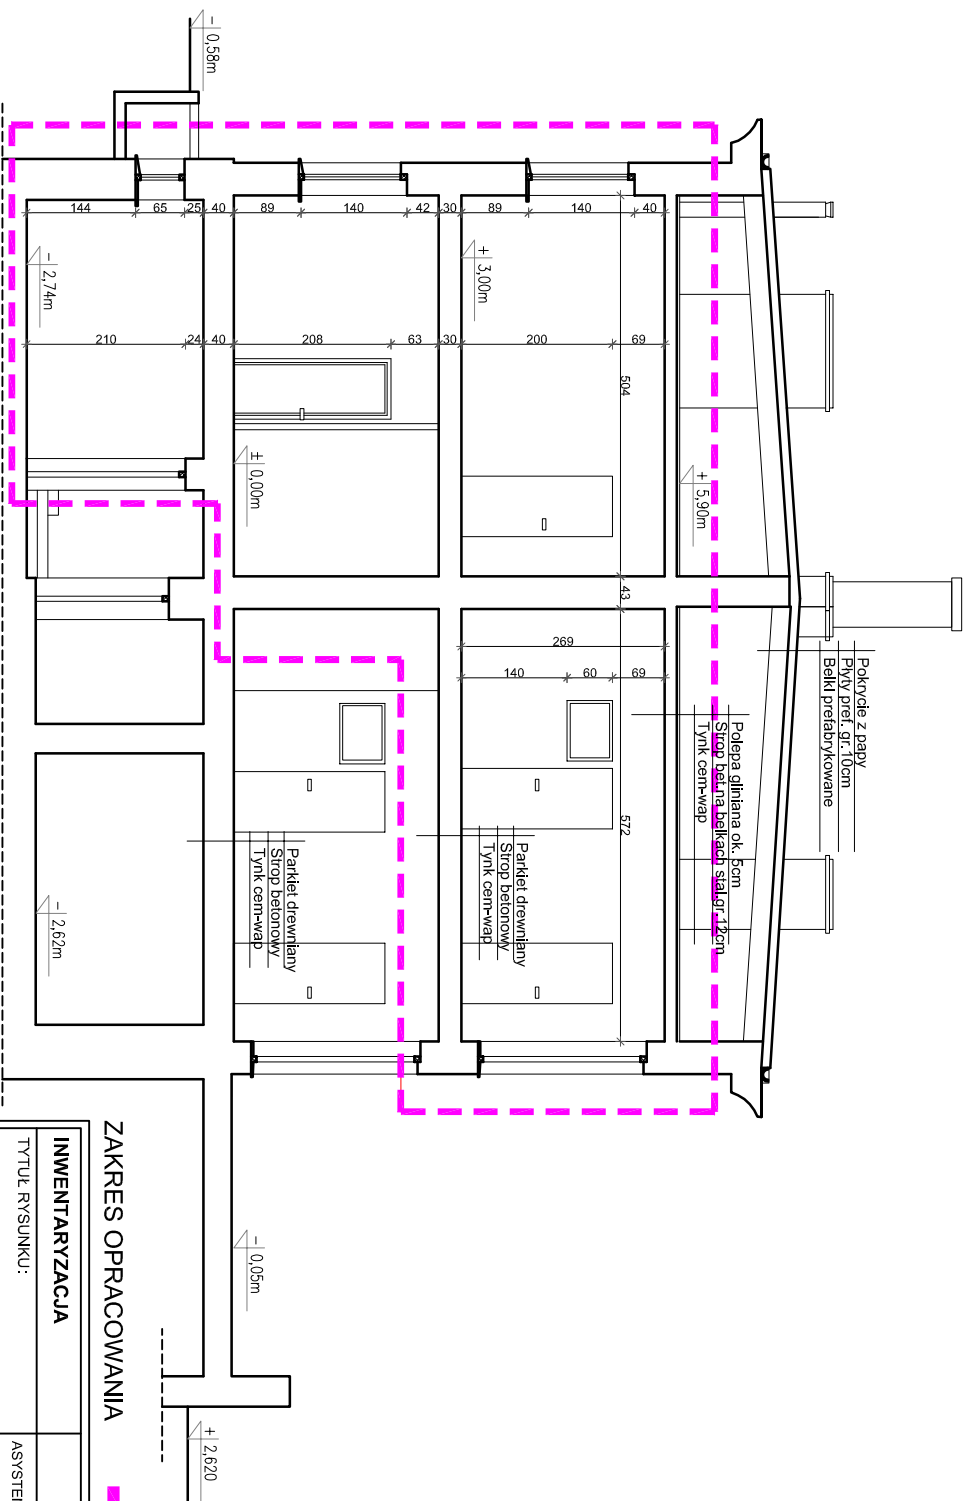 Pokrycie z papy
Płyty pref. gr. 10cm
Belki prefabrykowane
Polepa gliniana ok. 5cm
Strop bet.na belkach stal.gr.12cm
Tynk cem-wap
+ 5,90m
69
200
30
63
208
40
24
210
40
140
89
30
42
140
89
40
25
65
144
504
43
572
269
69
60
140
+ 3,00m
Parkiet drewniany
Strop betonowy
Tynk cem-wap
± 0,00m
Parkiet drewniany
Strop betonowy
Tynk cem-wap
- 0,58m
- 0,05m
+ 2,620
- 2,74m
- 2,62m
ZAKRES OPRACOWANIA
INWENTARYZACJA
TYTUŁ RYSUNKU: